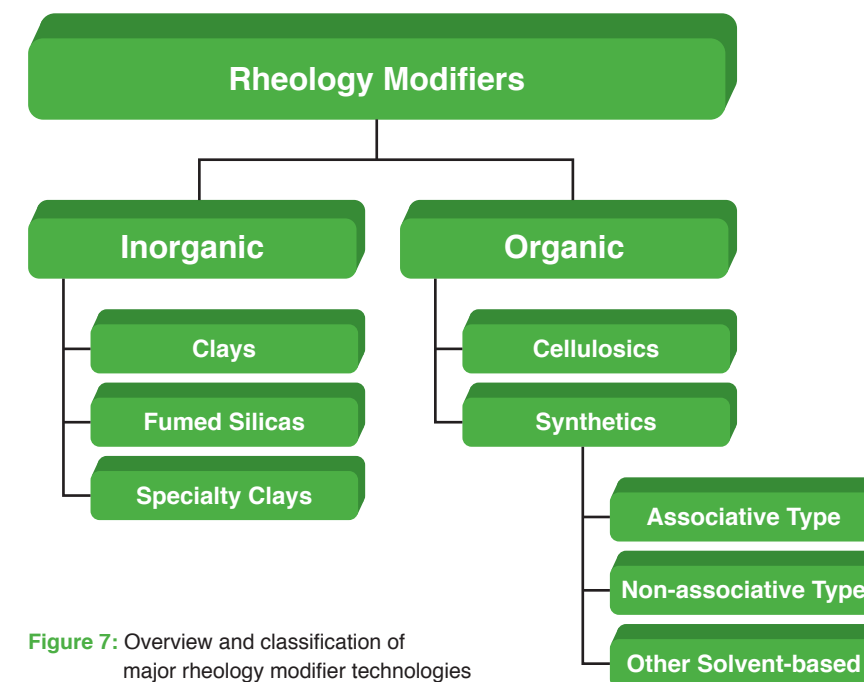 Rheology Modifiers
Inorganic
Organic
Clays
Cellulosics
Fumed Silicas
Synthetics
Specialty Clays
Associative Type
Non-associative Type
Other Solvent-based
Figure 7: Overview and classification of
major rheology modifier technologies